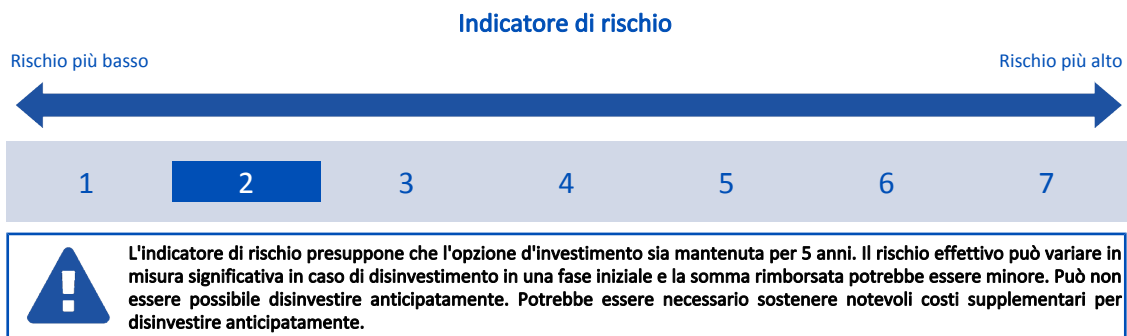 Indicatore di rischio
Rischio più basso
Rischio più alto
1 2 3 4 5 6 7
L'indicatore di rischio presuppone che l'opzione d'investimento sia mantenuta per 5 anni. Il rischio effettivo può variare in
misura significativa in caso di disinvestimento in una fase iniziale e la somma rimborsata potrebbe essere minore. Può non
essere possibile disinvestire anticipatamente. Potrebbe essere necessario sostenere notevoli costi supplementari per
disinvestire anticipatamente.